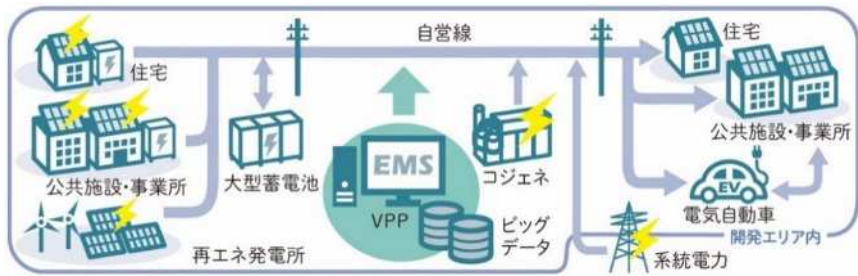 自営線
住宅
住宅
公共施設・事業所
大型蓄電池
EMS
VPP
ビッグ
データ
コジェネ
公共施設・事業所
EV
電気自動車
開発エリア内
再エネ発電所
系統電力